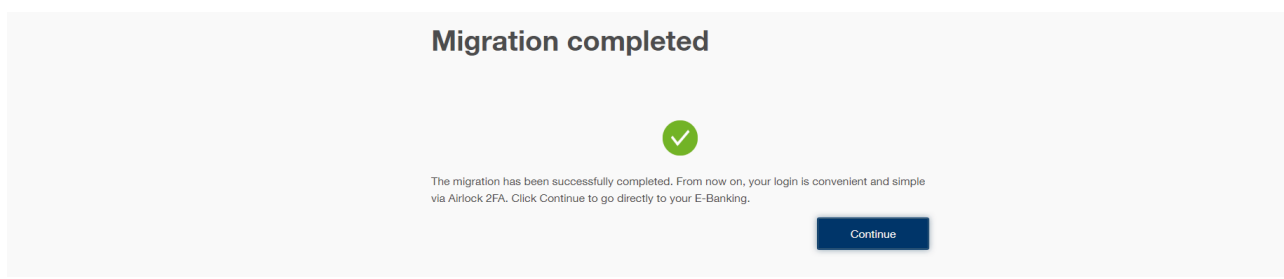 Migration completed
The migration has been successfully completed. From now on, your login is convenient and simple
via Airlock 2FA. Click Continue to go directly to your E-Banking.
Continue